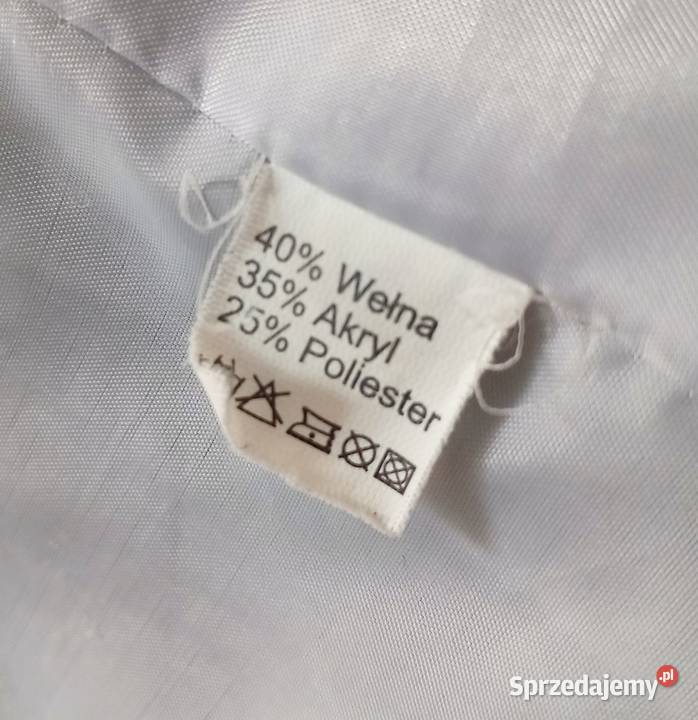 40% Wełna
35% Akryl
25% Poliester
Sprzedajemy.pl